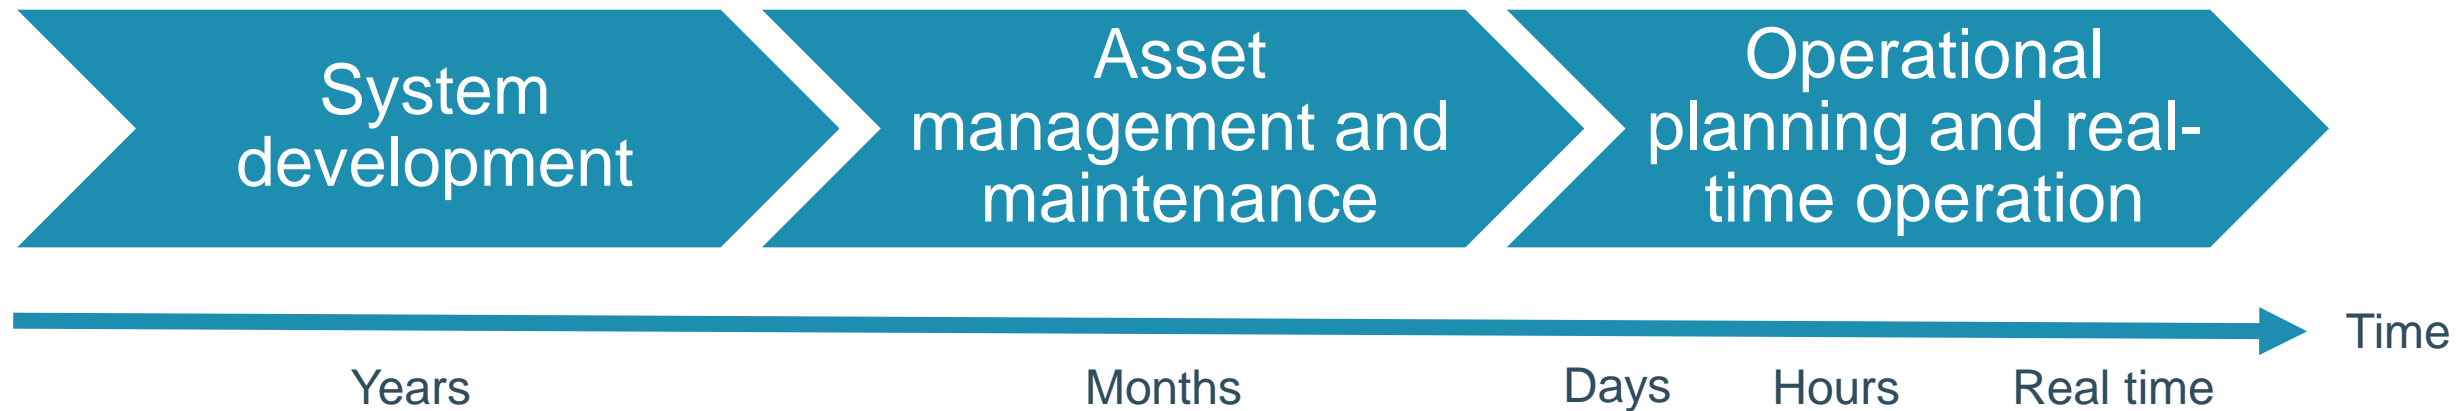 System
development
Asset
management and
maintenance
Operational
planning and real-
time operation
Time
Years
Months
Days
Hours
Real time